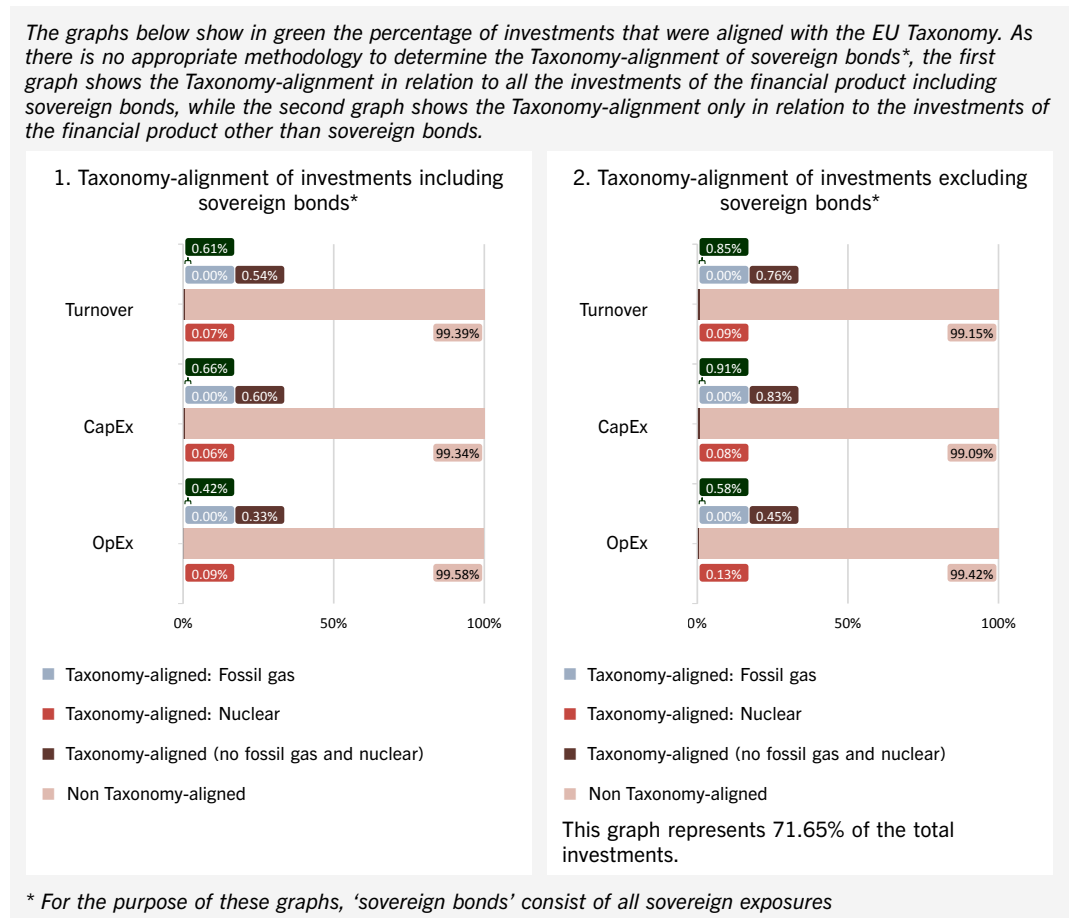 The graphs below show in green the percentage of investments that were aligned with the EU Taxonomy. As
there is no appropriate methodology to determine the Taxonomy-alignment of sovereign bonds*, the first
graph shows the Taxonomy-alignment in relation to all the investments of the financial product including
sovereign bonds, while the second graph shows the Taxonomy-alignment only in relation to the investments of
the financial product other than sovereign bonds.
1. Taxonomy-alignment of investments including
sovereign bonds*
0.61%
0.00% 0.54%
Turnover
0.07% 99.39%
0.66%
0.00% 0.60%
CapEx
0.06% 99.34%
0.42%
0.00% 0.33%
OpEx
0.09% 99.58%
0% 50% 100%
Taxonomy-aligned: Fossil gas
Taxonomy-aligned: Nuclear
Taxonomy-aligned (no fossil gas and nuclear)
Non Taxonomy-aligned
2. Taxonomy-alignment of investments excluding
sovereign bonds*
0.85%
0.00% 0.76%
Turnover
0.09% 99.15%
0.91%
0.00% 0.83%
CapEx
0.08% 99.09%
0.58%
0.00% 0.45%
OpEx
0.13% 99.42%
0% 50% 100%
Taxonomy-aligned: Fossil gas
Taxonomy-aligned: Nuclear
Taxonomy-aligned (no fossil gas and nuclear)
Non Taxonomy-aligned
This graph represents 71.65% of the total
investments.
* For the purpose of these graphs, ‘sovereign bonds’ consist of all sovereign exposures